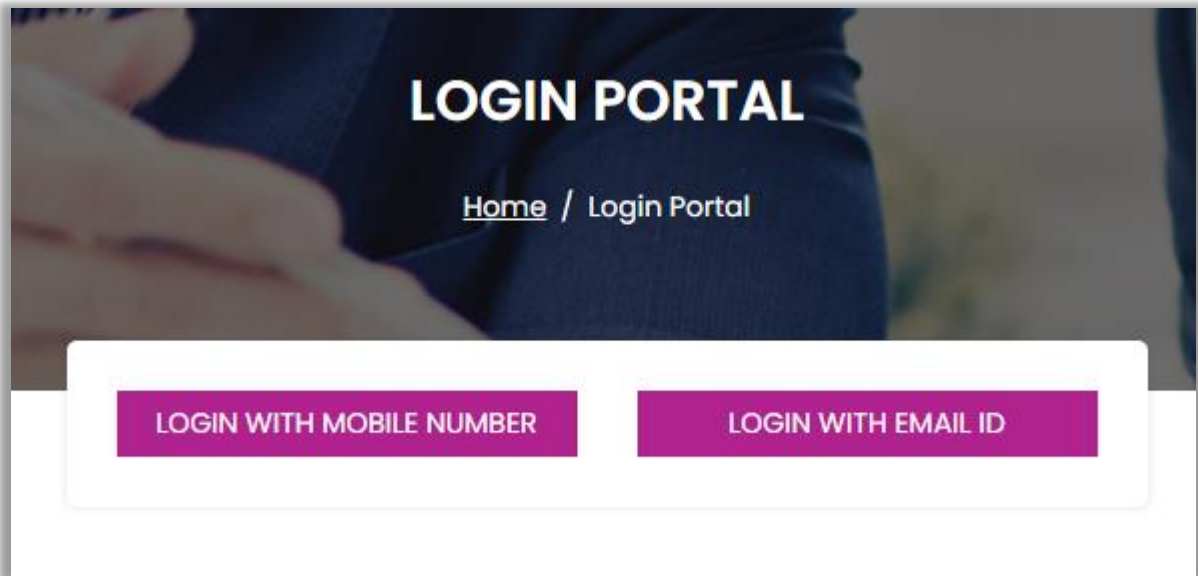 LOGIN PORTAL
Home / Login Portal
LOGIN WITH MOBILE NUMBER
LOGIN WITH EMAIL ID